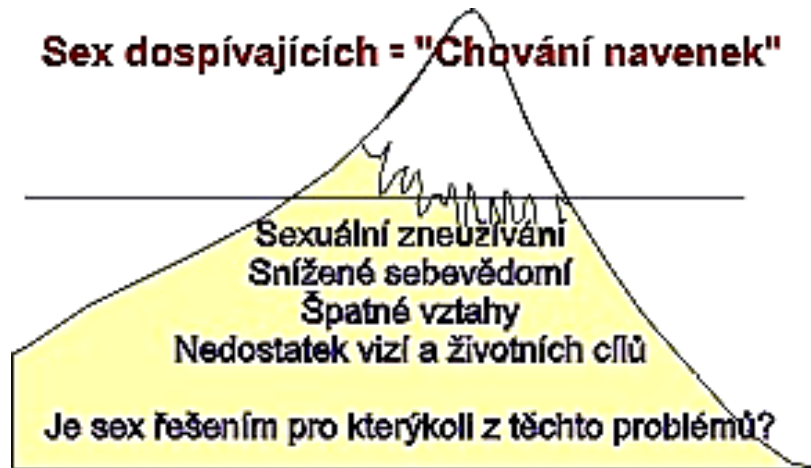 Sex dospívajících = "Chování navenek"
Sexuální zneužívání
Snížené sebevědomí
Špatné vztahy
Nedostatek vizí a životních cílů
Je sex řešením pro kterýkoli z těchto problémů?